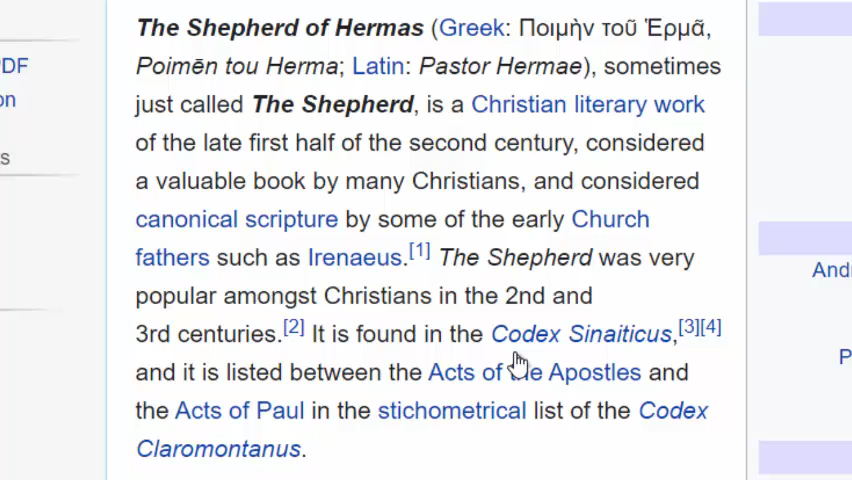 The Shepherd of Hermas (Greek: Ποιμὴν τοῦ Ἑρμᾶ,
PDF
Poimēn tou Herma; Latin: Pastor Hermae), sometimes
on
just called The Shepherd, is a Christian literary work
of the late first half of the second century, considered
s
a valuable book by many Christians, and considered
canonical scripture by some of the early Church
fathers such as Irenaeus.[1] The Shepherd was very
Andr
popular amongst Christians in the 2nd and
3rd centuries.[2] It is found in the Codex Sinaiticus,[3][4]
P
and it is listed between the Acts of the Apostles and
the Acts of Paul in the stichometrical list of the Codex
Claromontanus.